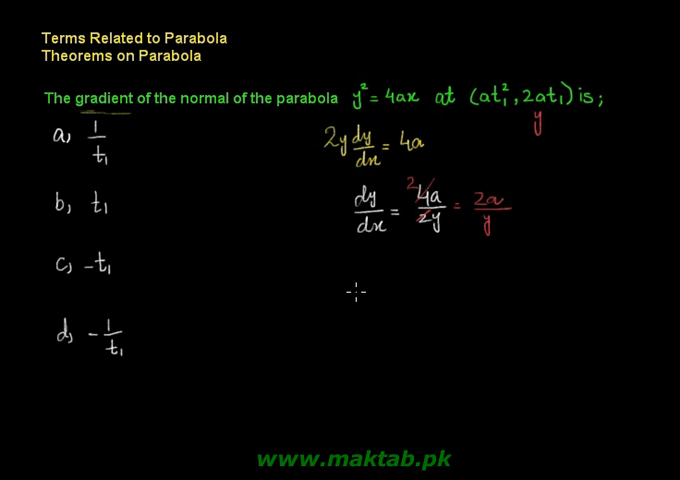 Terms Related to Parabola
Theorems on Parabola
The gradient of the normal of the parabola y² = 4ax at (at₁², 2at₁) is;
y
a, 1/t₁
2y dy/dx = 4a
b, t₁
dy/dx = 4a/2y = 2a/y
2
c, -t₁
d, -1/t₁
www.maktab.pk